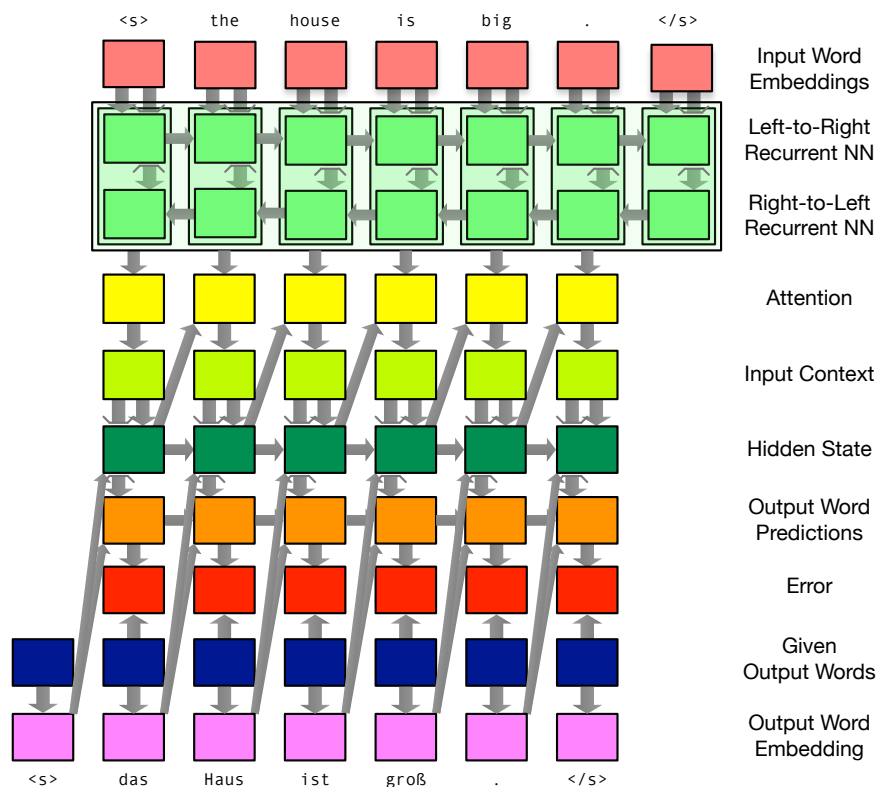 <s> the house is big . </s>
Input Word
Embeddings
Left-to-Right
Recurrent NN
Right-to-Left
Recurrent NN
Attention
Input Context
Hidden State
Output Word
Predictions
Error
Given
Output Words
Output Word
Embedding
<s> das Haus ist groß . </s>